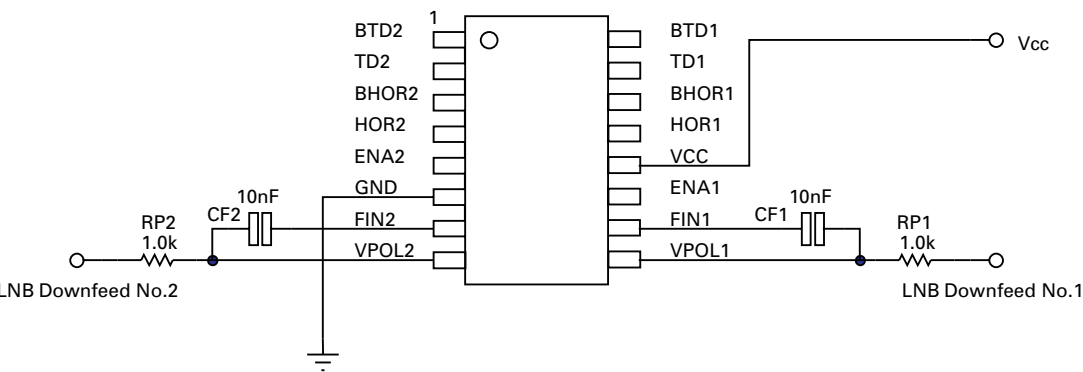 1
BTD2
BTD1
Vcc
TD2
TD1
BHOR2
BHOR1
HOR2
HOR1
ENA2
VCC
GND
ENA1
10nF
10nF
CF2
FIN2
FIN1
CF1
RP2
RP1
1.0k
1.0k
VPOL2
VPOL1
LNB Downfeed No.2
LNB Downfeed No.1